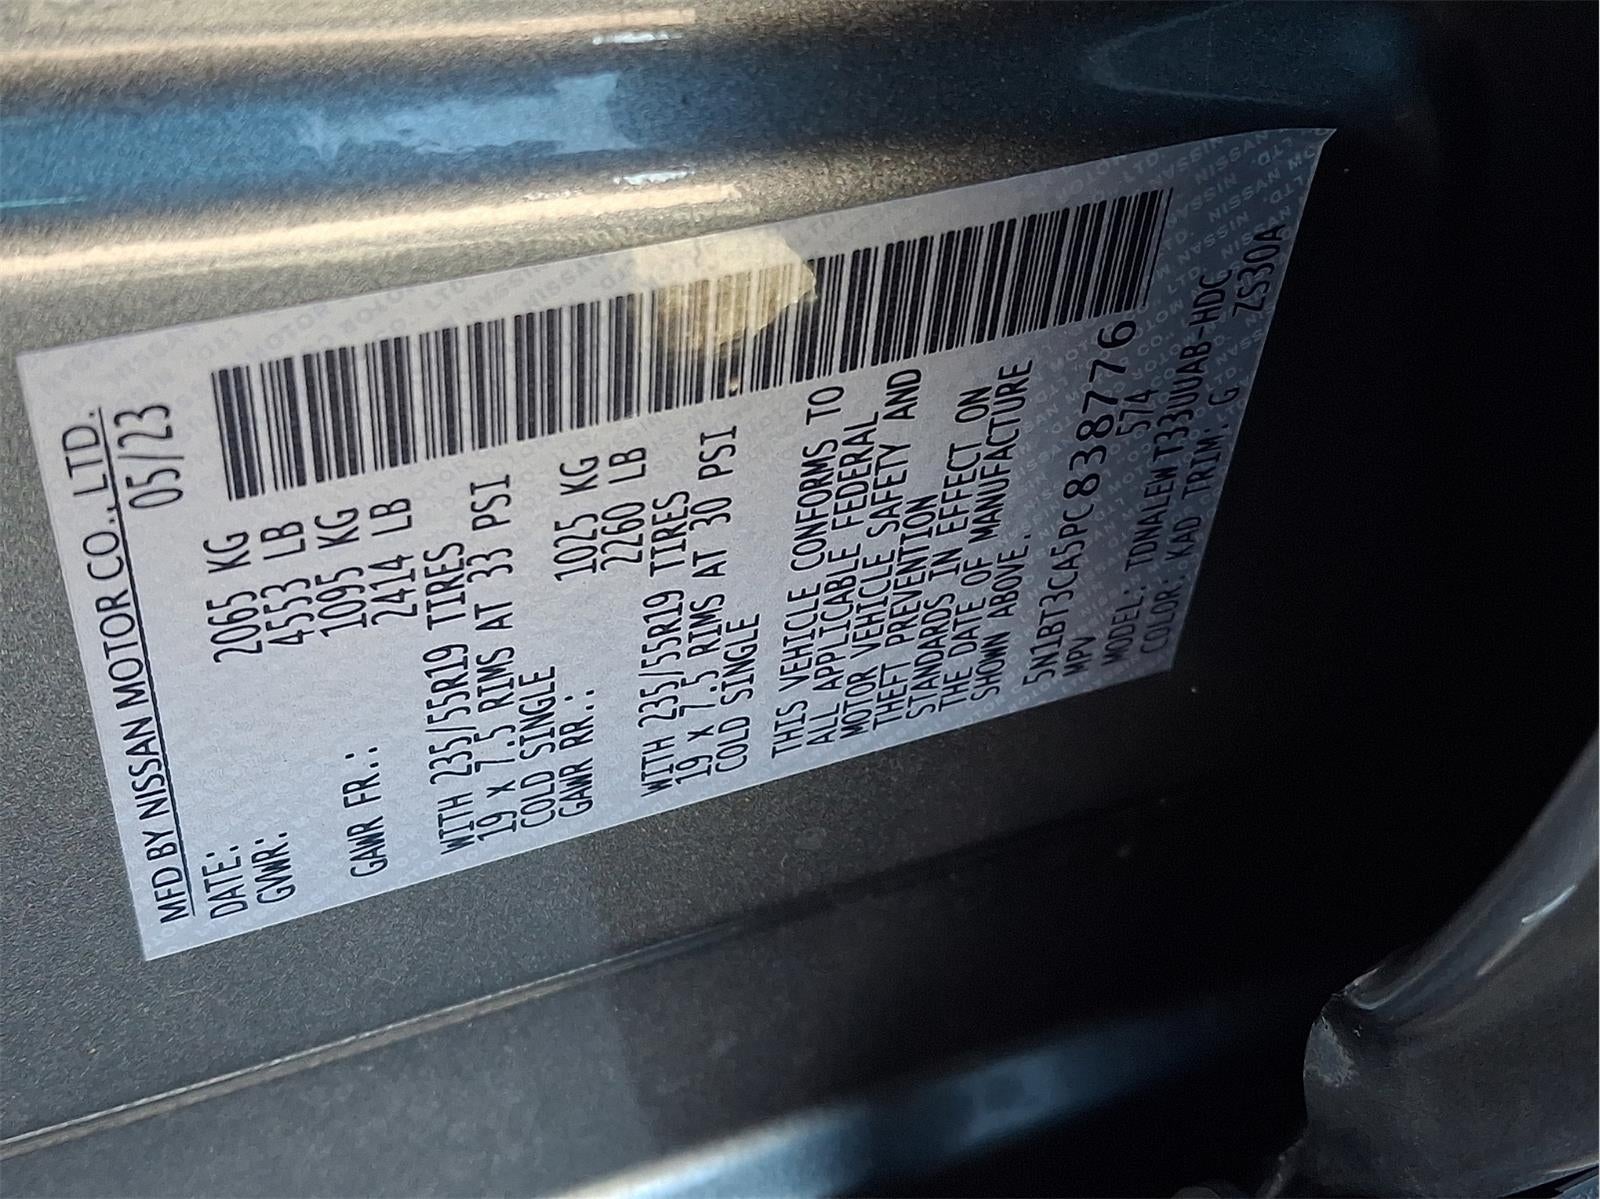 MFD BY NISSAN MOTOR CO., LTD.
DATE: 05/23
GVWR: 2065 KG
4553 LB
GAWR FR.: 1095 KG
2414 LB
WITH 235/55R19 TIRES
19 x 7.5 RIMS AT 33 PSI
COLD SINGLE
GAWR RR.: 1025 KG
2260 LB
WITH 235/55R19 TIRES
19 x 7.5 RIMS AT 30 PSI
COLD SINGLE
THIS VEHICLE CONFORMS TO
ALL APPLICABLE FEDERAL
MOTOR VEHICLE SAFETY AND
THEFT PREVENTION
STANDARDS IN EFFECT ON
THE DATE OF MANUFACTURE
SHOWN ABOVE.
5N1BT3CA5PC838776
MPV 574
MODEL: TDNALEW T33UUAB-HDC
COLOR: KAD TRIM: G ZS30A